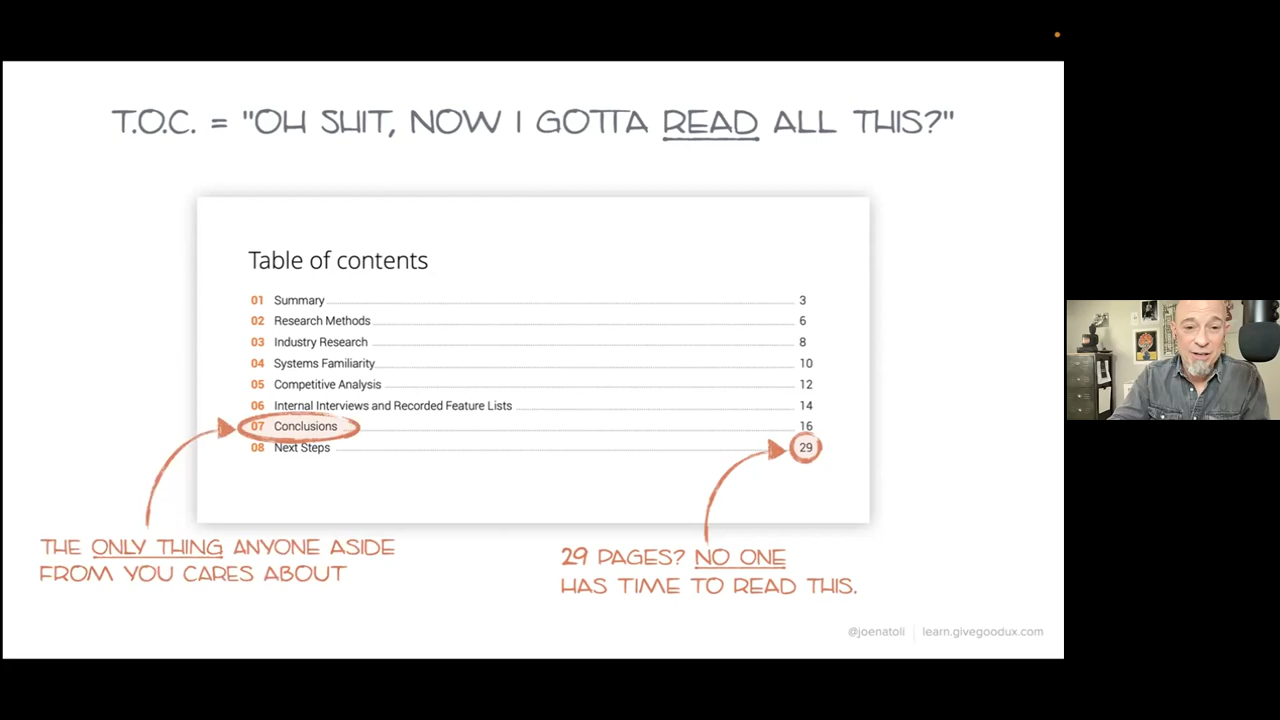 T.O.C. = "OH SHIT, NOW I GOTTA READ ALL THIS?"
Table of contents
01 Summary 3
02 Research Methods 6
03 Industry Research 8
04 Systems Familiarity 10
05 Competitive Analysis 12
06 Internal Interviews and Recorded Feature Lists 14
07 Conclusions 16
08 Next Steps 29
THE ONLY THING ANYONE ASIDE
FROM YOU CARES ABOUT
29 PAGES? NO ONE
HAS TIME TO READ THIS.
@joenatoli learn.givegoodux.com